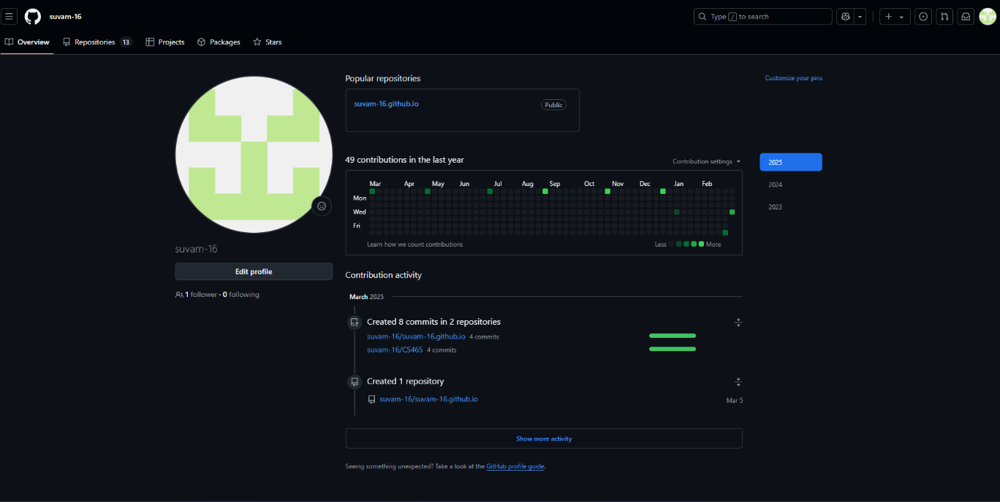 suvam-16
Type / to search
Overview
Repositories 13
Projects
Packages
Stars
suvam-16
Edit profile
1 follower · 0 following
Popular repositories
Customize your pins
suvam-16.github.io
Public
49 contributions in the last year
Contribution settings
2025
2024
2023
Mar Apr May Jun Jul Aug Sep Oct Nov Dec Jan Feb
Mon
Wed
Fri
Learn how we count contributions
Less More
Contribution activity
March 2025
Created 8 commits in 2 repositories
suvam-16/suvam-16.github.io 4 commits
suvam-16/CS465 4 commits
Created 1 repository
suvam-16/suvam-16.github.io
Mar 5
Show more activity
Seeing something unexpected? Take a look at the GitHub profile guide.